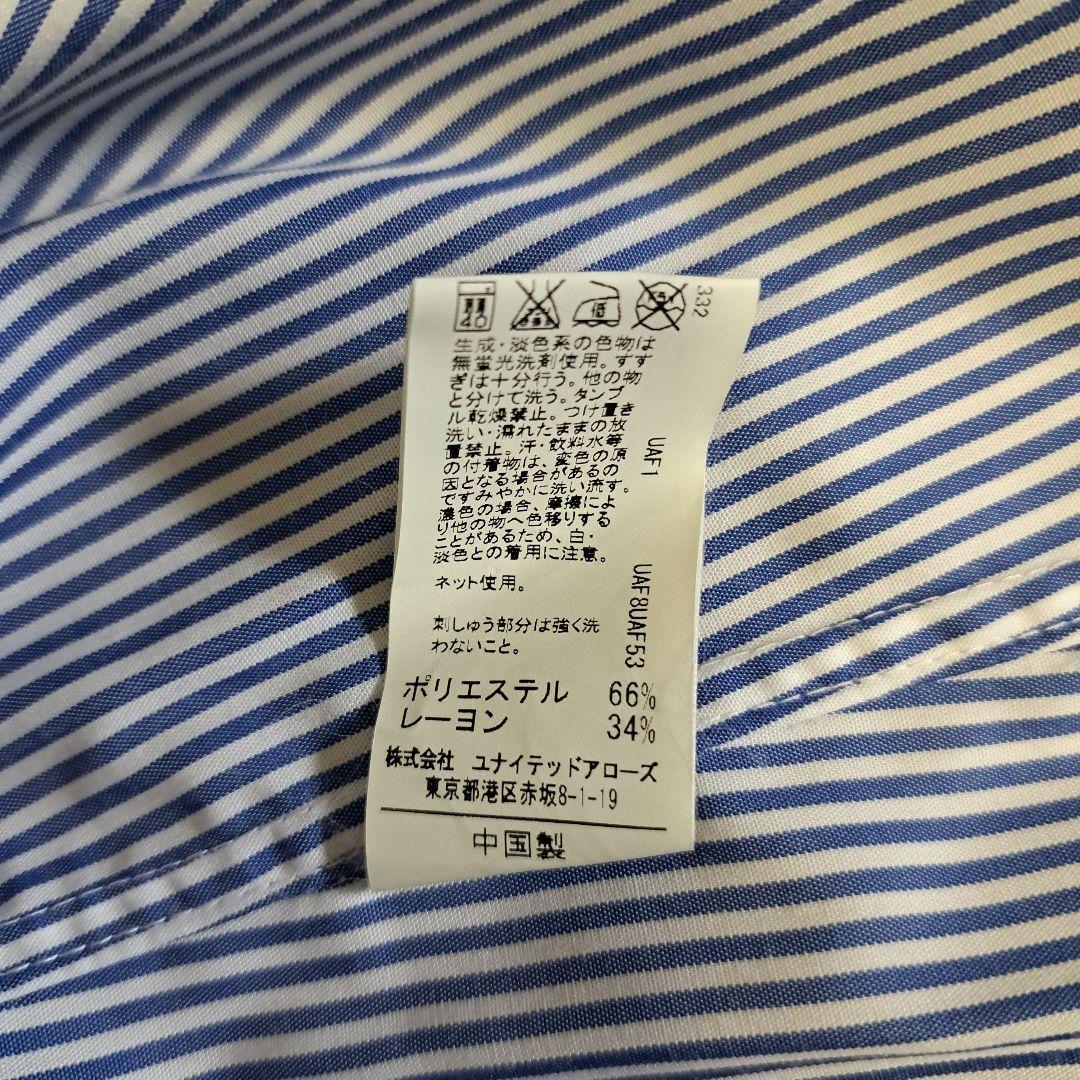 40
低
332
生成・淡色系の色物は
無蛍光洗剤使用。すす
ぎは十分行う。他の物
と分けて洗う。タンブ
ル乾燥禁止。つけ置き
洗い・濡れたままの放
置禁止。汗・飲料水等
の付着物は、変色の原
因となる場合があるの
ですみやかに洗い流す。
濃色の場合、摩擦によ
り他の物へ色移りする
ことがあるため、白・
淡色との着用に注意。
ネット使用。
刺しゅう部分は強く洗
わないこと。
UAF1
UAF8UAF53
ポリエステル 66%
レーヨン 34%
株式会社 ユナイテッドアローズ
東京都港区赤坂8-1-19
中国製